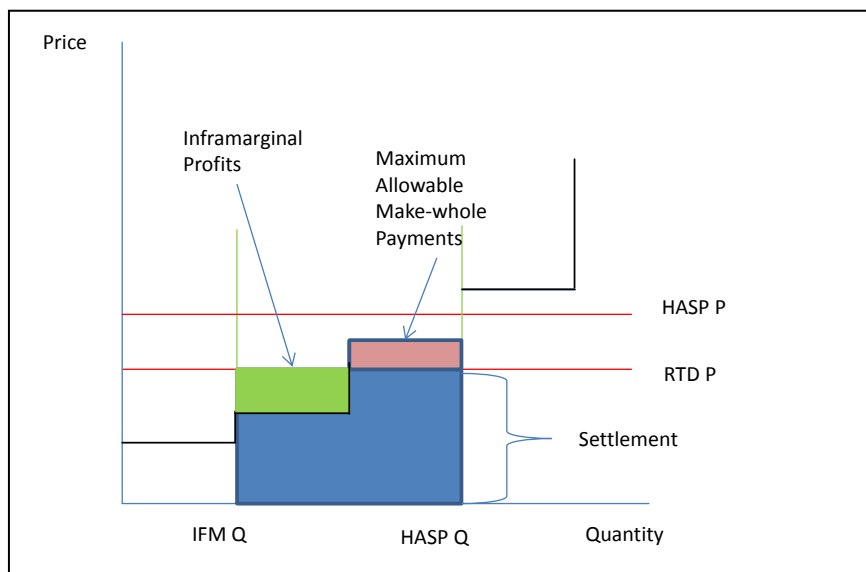 Price
Inframarginal
Profits
Maximum
Allowable
Make-whole
Payments
HASP P
RTD P
Settlement
IFM Q
HASP Q
Quantity